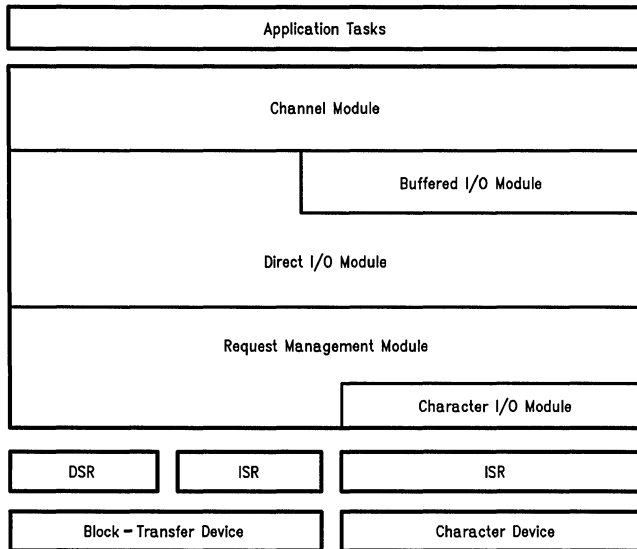 Application Tasks
Channel Module
Buffered I/O Module
Direct I/O Module
Request Management Module
Character I/O Module
DSR
ISR
ISR
Block-Transfer Device
Character Device